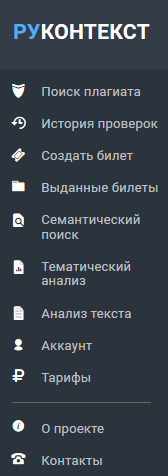 РУКОНТЕКСТ
Поиск плагиата
История проверок
Создать билет
Выданные билеты
Семантический
поиск
Тематический
анализ
Анализ текста
Аккаунт
Тарифы
О проекте
Контакты